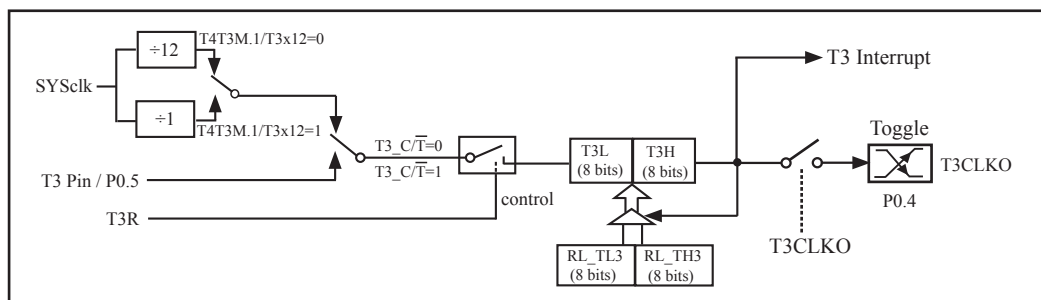 ÷12
T4T3M.1/T3x12=0
SYSclk
÷1
T4T3M.1/T3x12=1
T3 Pin / P0.5
T3_C/T̅=0
T3_C/T̅=1
T3R
control
T3L
(8 bits)
T3H
(8 bits)
RL_TL3
(8 bits)
RL_TH3
(8 bits)
T3 Interrupt
Toggle
T3CLKO
P0.4
T3CLKO